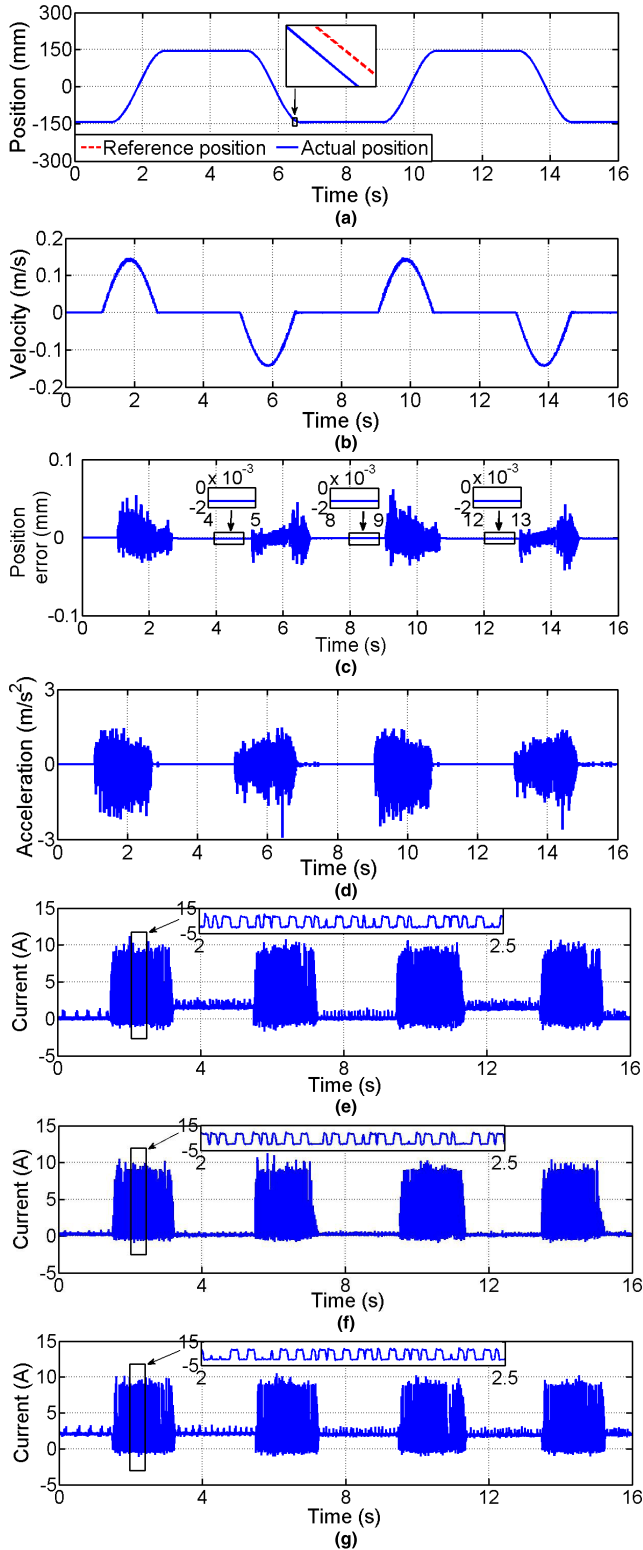 300
150
0
-150
-300
Position (mm)
Reference position
Actual position
0 2 4 6 8 10 12 14 16
Time (s)
(a)
0.2
0.1
0
-0.1
-0.2
Velocity (m/s)
0 2 4 6 8 10 12 14 16
Time (s)
(b)
0.1
0
-0.1
Position
error (mm)
x 10^-3
0
-2
4 5
x 10^-3
0
-2
8 9
x 10^-3
0
-2
12 13
0 2 4 6 8 10 12 14 16
Time (s)
(c)
3
0
-3
Acceleration (m/s²)
0 2 4 6 8 10 12 14 16
Time (s)
(d)
15
10
5
0
-5
Current (A)
15
-5
2 2.5
0 4 8 12 16
Time (s)
(e)
15
10
5
0
-5
Current (A)
15
-5
2 2.5
0 4 8 12 16
Time (s)
(f)
15
10
5
0
-5
Current (A)
15
-5
2 2.5
0 4 8 12 16
Time (s)
(g)